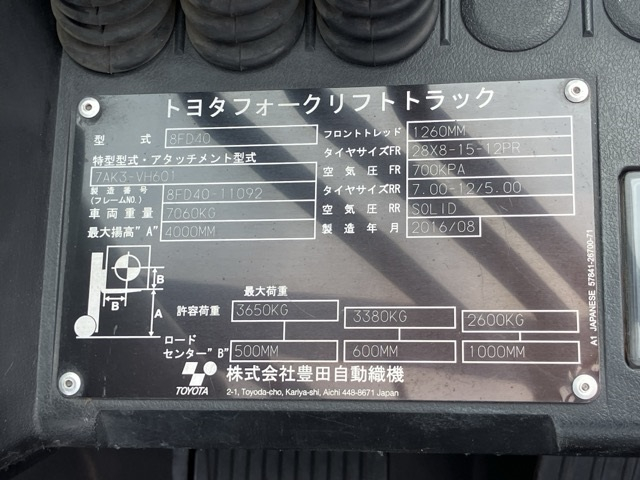 トヨタフォークリフトトラック
型式 8FD40 フロントトレッド 1260MM
特型型式・アタッチメント型式 タイヤサイズFR 28X8-15-12PR
7AK3-VH601 空気圧 FR 700KPA
製造番号(フレームNO.) 8FD40-11092 タイヤサイズRR 7.00-12/5.00
車両重量 7060KG 空気圧 RR SOLID
最大揚高"A" 4000MM 製造年月 2016/08
B
B
A
最大荷重
許容荷重 3650KG 3380KG 2600KG
ロード
センター"B" 500MM 600MM 1000MM
TOYOTA 株式会社豊田自動織機
2-1, Toyoda-cho, Kariya-shi, Aichi 448-8671 Japan
A1 JAPANESE 57841-26700-71